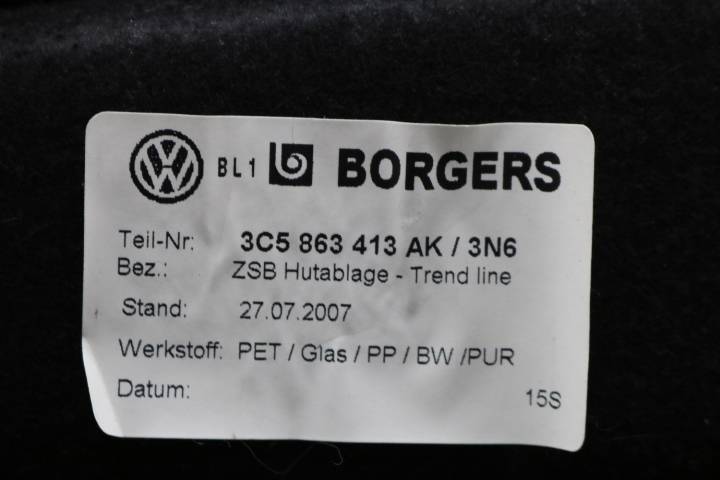 BL1 BORGERS
Teil-Nr: 3C5 863 413 AK / 3N6
Bez.: ZSB Hutablage - Trend line
Stand: 27.07.2007
Werkstoff: PET / Glas / PP / BW /PUR
Datum: 15S